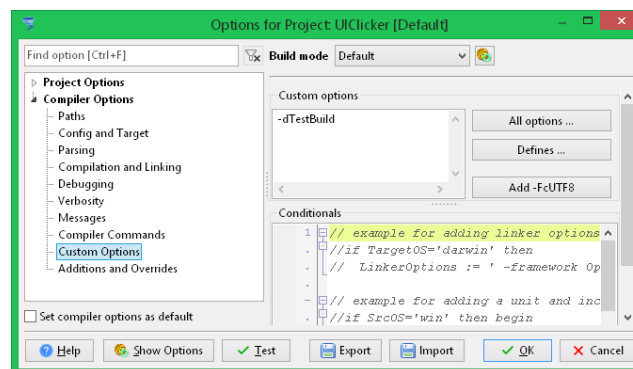 Options for Project: UIClicker [Default]
Find option [Ctrl+F]
Build mode Default
Project Options
Compiler Options
Paths
Config and Target
Parsing
Compilation and Linking
Debugging
Verbosity
Messages
Compiler Commands
Custom Options
Additions and Overrides
Set compiler options as default
Custom options
-dTestBuild
All options ...
Defines ...
Add -FcUTF8
Conditionals
1 // example for adding linker options
. //if TargetOS='darwin' then
. // LinkerOptions := ' -framework Op
.
- // example for adding a unit and inc
. //if SrcOS='win' then begin
Help Show Options Test Export Import OK Cancel